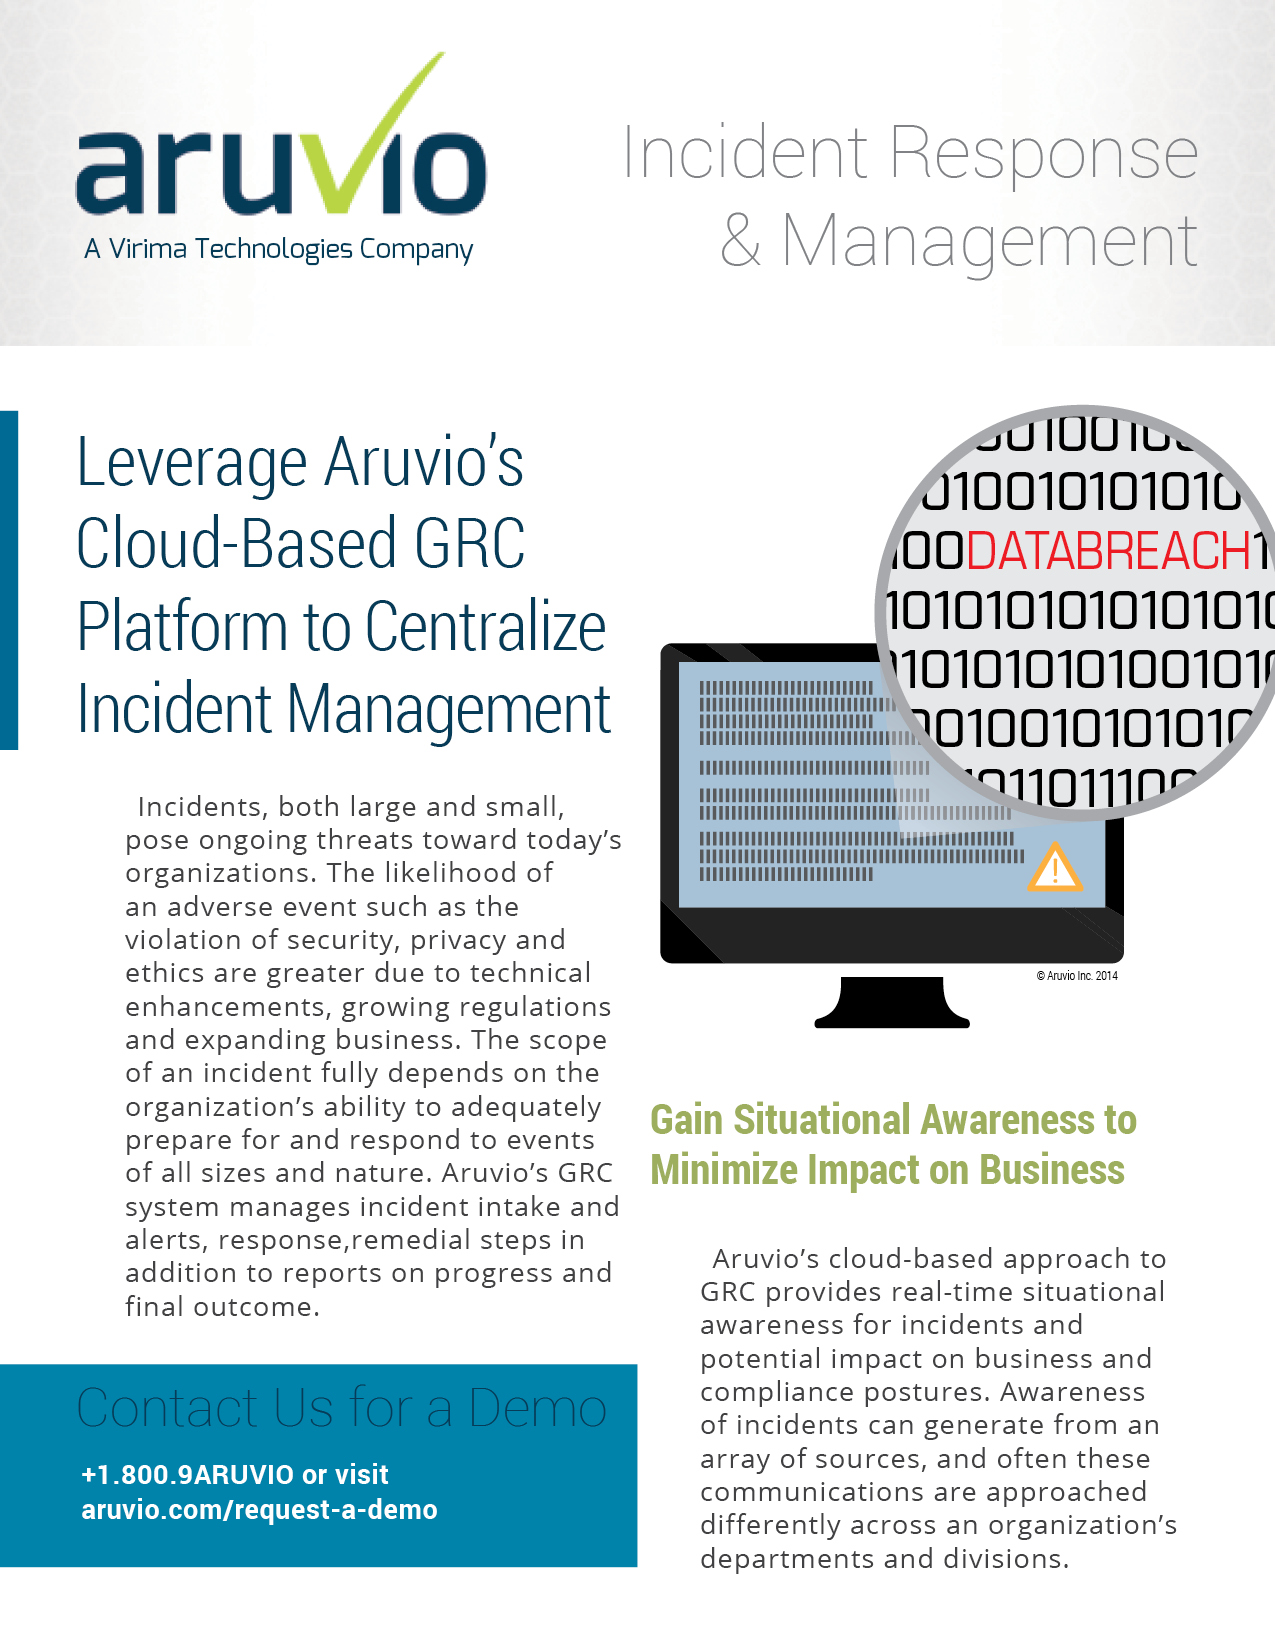 aruvio
A Virima Technologies Company
Incident Response
& Management
Leverage Aruvio’s
Cloud-Based GRC
Platform to Centralize
Incident Management
Incidents, both large and small,
pose ongoing threats toward today’s
organizations. The likelihood of
an adverse event such as the
violation of security, privacy and
ethics are greater due to technical
enhancements, growing regulations
and expanding business. The scope
of an incident fully depends on the
organization’s ability to adequately
prepare for and respond to events
of all sizes and nature. Aruvio’s GRC
system manages incident intake and
alerts, response,remedial steps in
addition to reports on progress and
final outcome.
Contact Us for a Demo
+1.800.9ARUVIO or visit
aruvio.com/request-a-demo
010010101010
100DATABREACH1
1010101010101010
1010101010100101
0010010101010
© Aruvio Inc. 2014
Gain Situational Awareness to
Minimize Impact on Business
Aruvio’s cloud-based approach to
GRC provides real-time situational
awareness for incidents and
potential impact on business and
compliance postures. Awareness
of incidents can generate from an
array of sources, and often these
communications are approached
differently across an organization’s
departments and divisions.